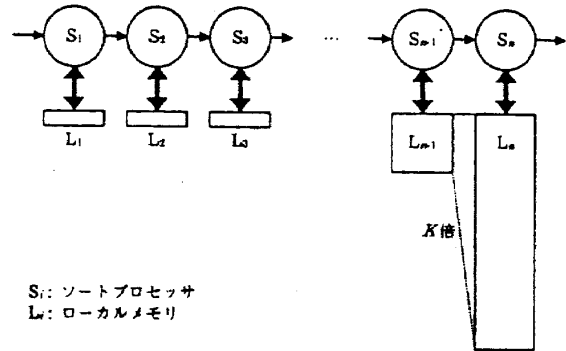 S₁ S₂ S₃ … Sₙ₋₁ Sₙ
L₁ L₂ L₃ Lₙ₋₁ Lₙ
K倍
Sᵢ: ソートプロセッサ
Lᵢ: ローカルメモリ